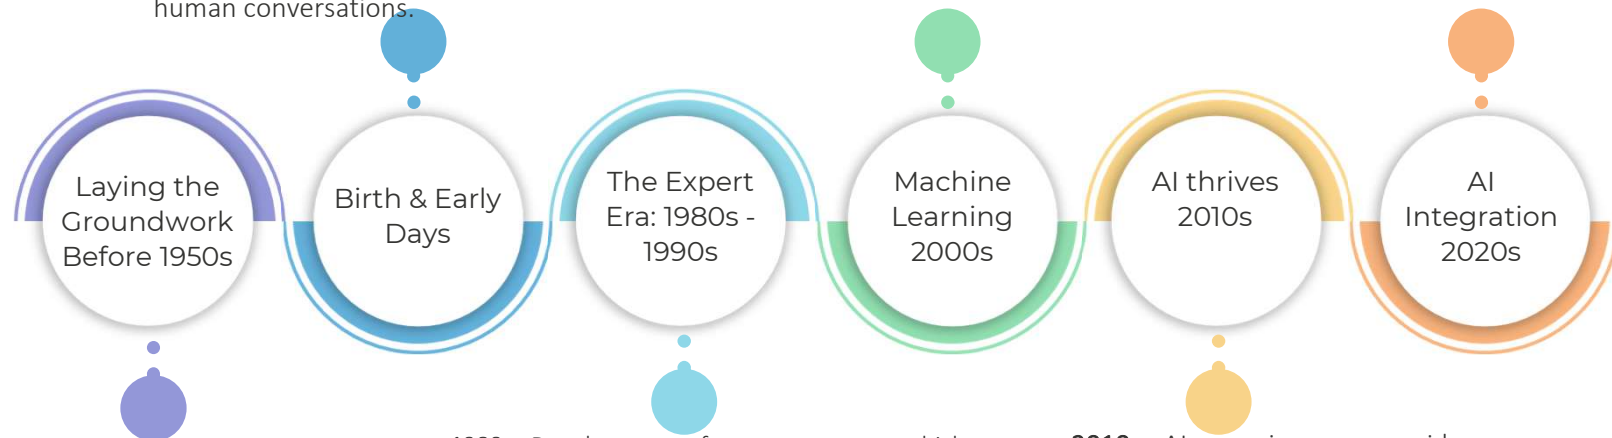 human conversations.
Laying the
Groundwork
Before 1950s
Birth & Early
Days
The Expert
Era: 1980s -
1990s
Machine
Learning
2000s
AI thrives
2010s
AI
Integration
2020s